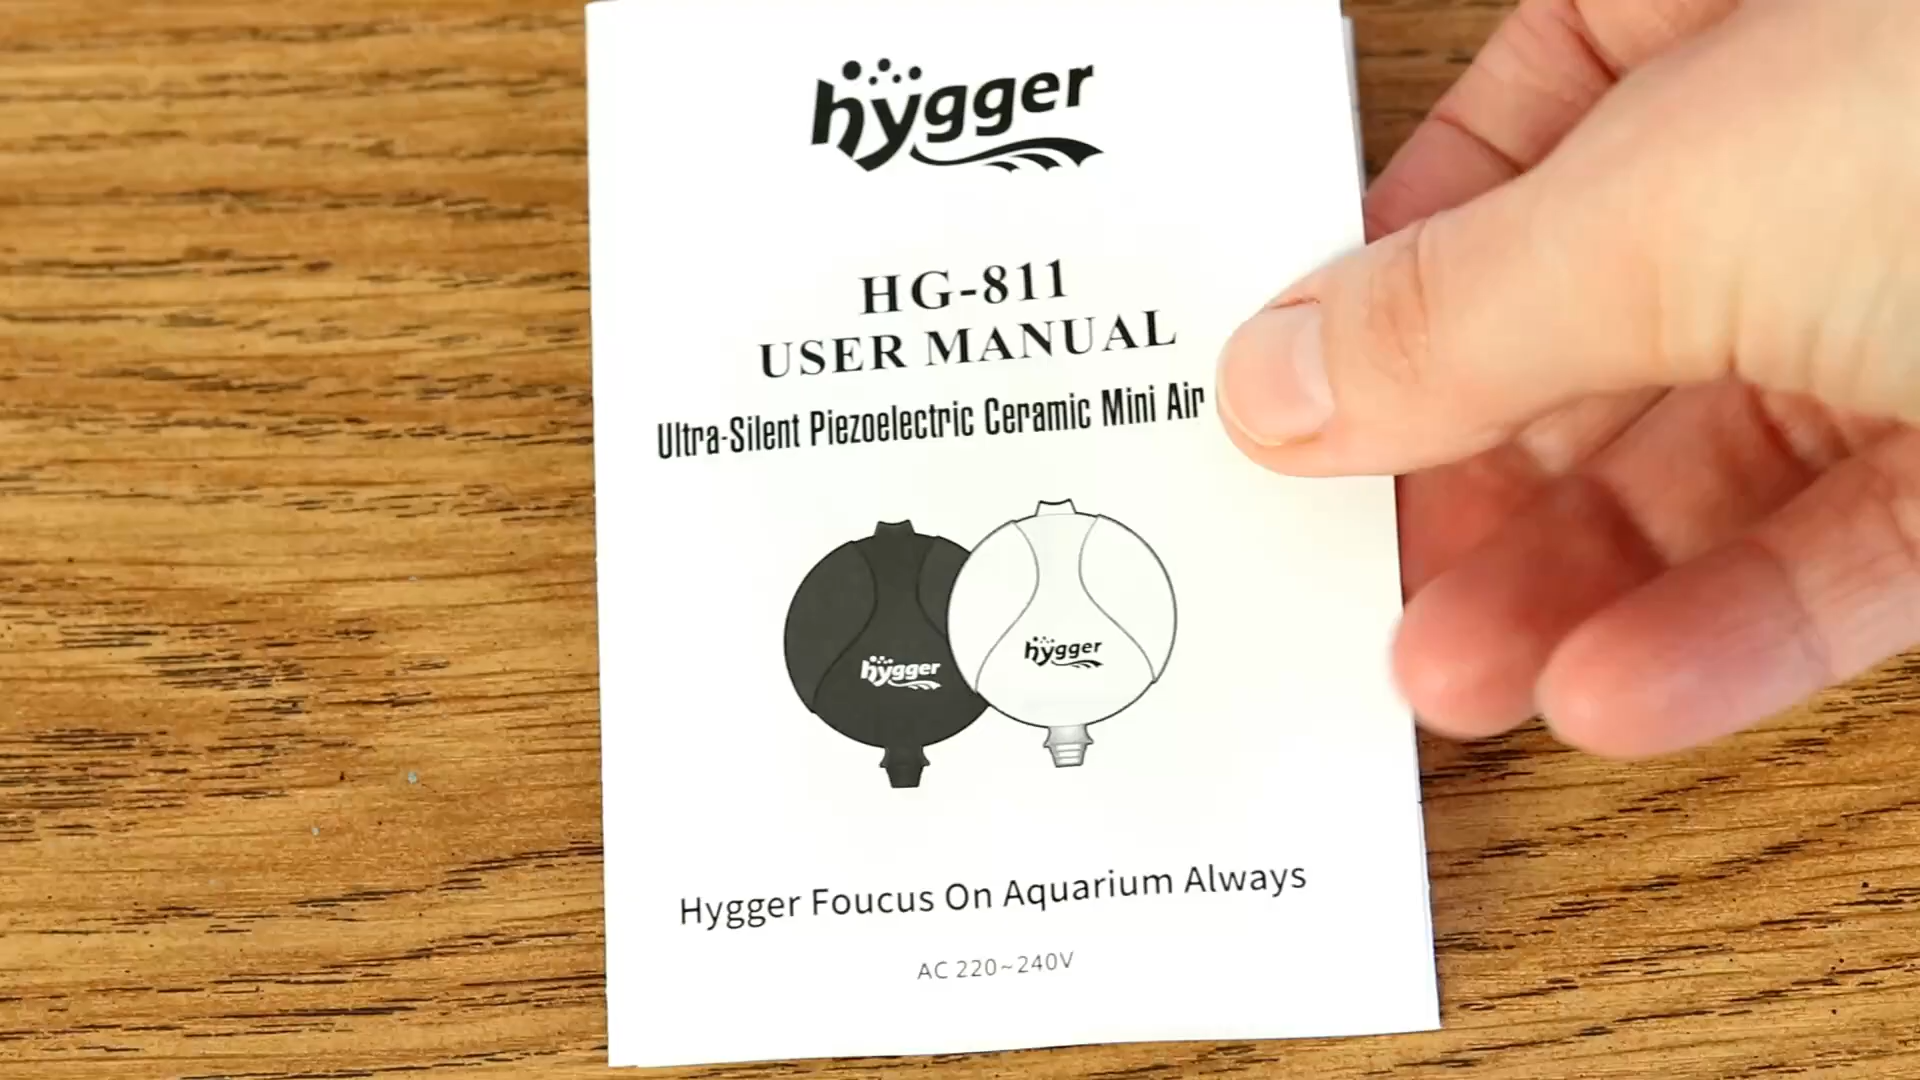 hygger
HG-811
USER MANUAL
Ultra-Silent Piezoelectric Ceramic Mini Air
hygger
hygger
Hygger Foucus On Aquarium Always
AC 220~240V